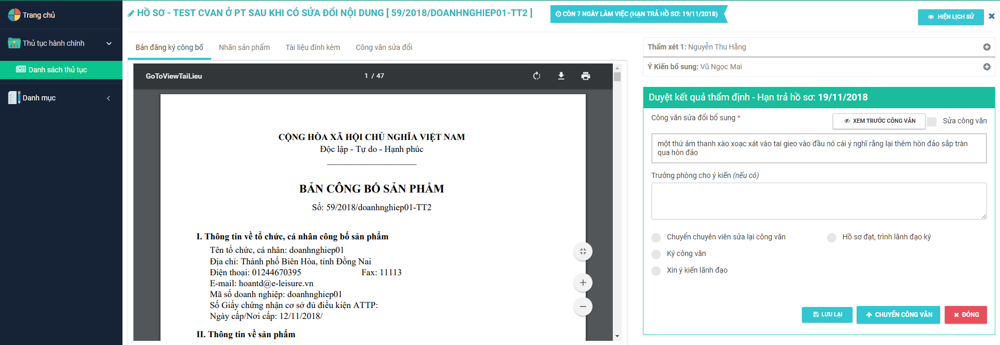 Trang chủ
Thủ tục hành chính
Danh sách thủ tục
Danh mục
HỒ SƠ - TEST CVAN Ở PT SAU KHI CÓ SỬA ĐỔI NỘI DUNG [ 59/2018/DOANHNGHIEP01-TT2 ]
CÒN 7 NGÀY LÀM VIỆC (HẠN TRẢ HỒ SƠ: 19/11/2018)
HIỆN LỊCH SỬ
Bản đăng ký công bố
Nhãn sản phẩm
Tài liệu đính kèm
Công văn sửa đổi
GoToViewTaiLieu
1 / 47
CỘNG HÒA XÃ HỘI CHỦ NGHĨA VIỆT NAM
Độc lập - Tự do - Hạnh phúc
BẢN CÔNG BỐ SẢN PHẨM
Số: 59/2018/doanhnghiep01-TT2
I. Thông tin về tổ chức, cá nhân công bố sản phẩm
Tên tổ chức, cá nhân: doanhnghiep01
Địa chỉ: Thành phố Biên Hòa, tỉnh Đồng Nai
Điện thoại: 01244670395 Fax: 11113
E-mail: hoantd@e-leisure.vn
Mã số doanh nghiệp: doanhnghiep01
Số Giấy chứng nhận cơ sở đủ điều kiện ATTP:
Ngày cấp/Nơi cấp: 12/11/2018/
II. Thông tin về sản phẩm
Thẩm xét 1: Nguyễn Thu Hằng
Ý Kiến bổ sung: Vũ Ngọc Mai
Duyệt kết quả thẩm định - Hạn trả hồ sơ: 19/11/2018
Công văn sửa đổi bổ sung *
XEM TRƯỚC CÔNG VĂN
Sửa công văn
một thứ âm thanh xào xoạc xát vào tai gieo vào đầu nó cái ý nghĩ rằng lại thêm hòn đảo sắp tràn
qua hòn đảo
Trưởng phòng cho ý kiến (nếu có)
Chuyển chuyên viên sửa lại công văn
Hồ sơ đạt, trình lãnh đạo ký
Ký công văn
Xin ý kiến lãnh đạo
LƯU LẠI
CHUYỂN CÔNG VĂN
ĐÓNG